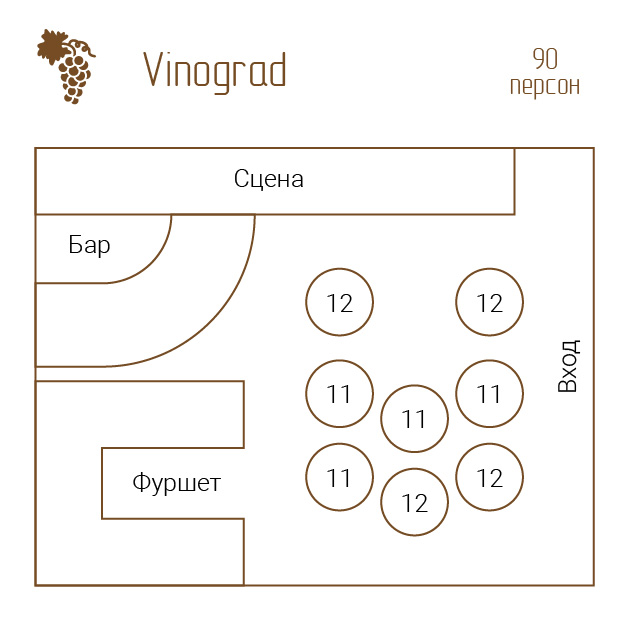 Vinograd
90
персон
Сцена
Бар
12
12
Вход
11
11
11
Фуршет
11
12
12